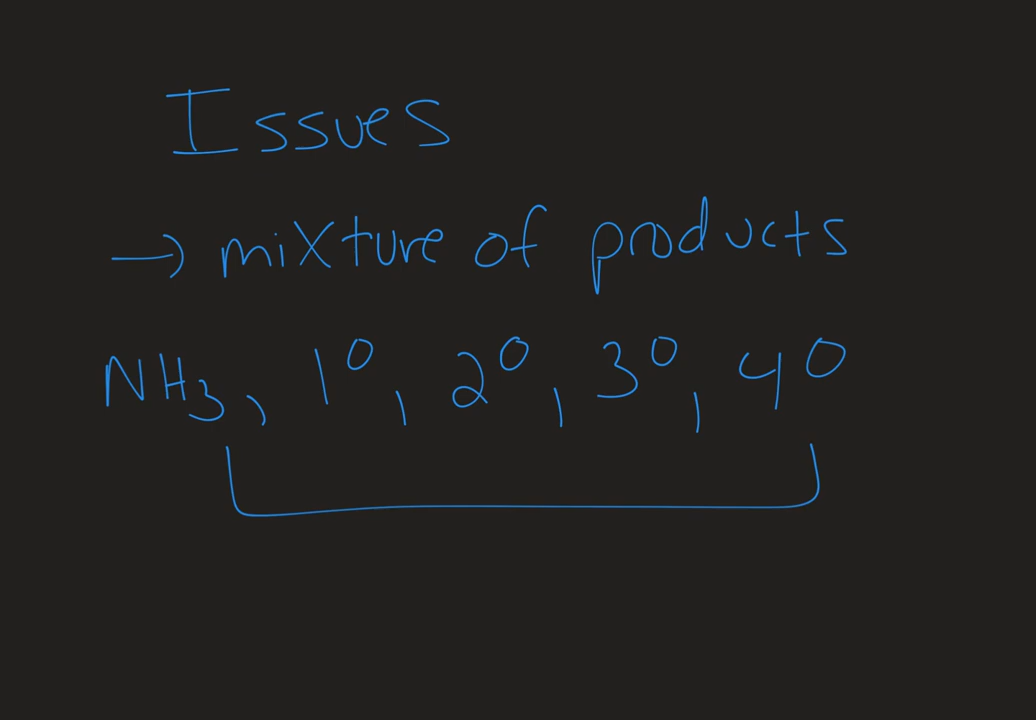 Issues
→ mixture of products
NH₃, 1°, 2°, 3°, 4°